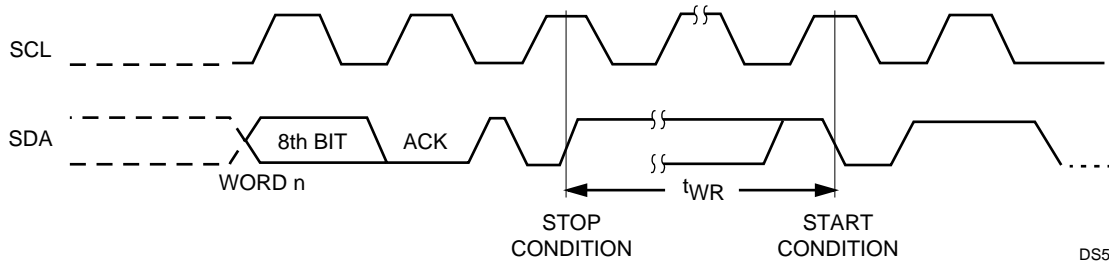 SCL
SDA
8th BIT
ACK
WORD n
tWR
STOP
CONDITION
START
CONDITION
DS5